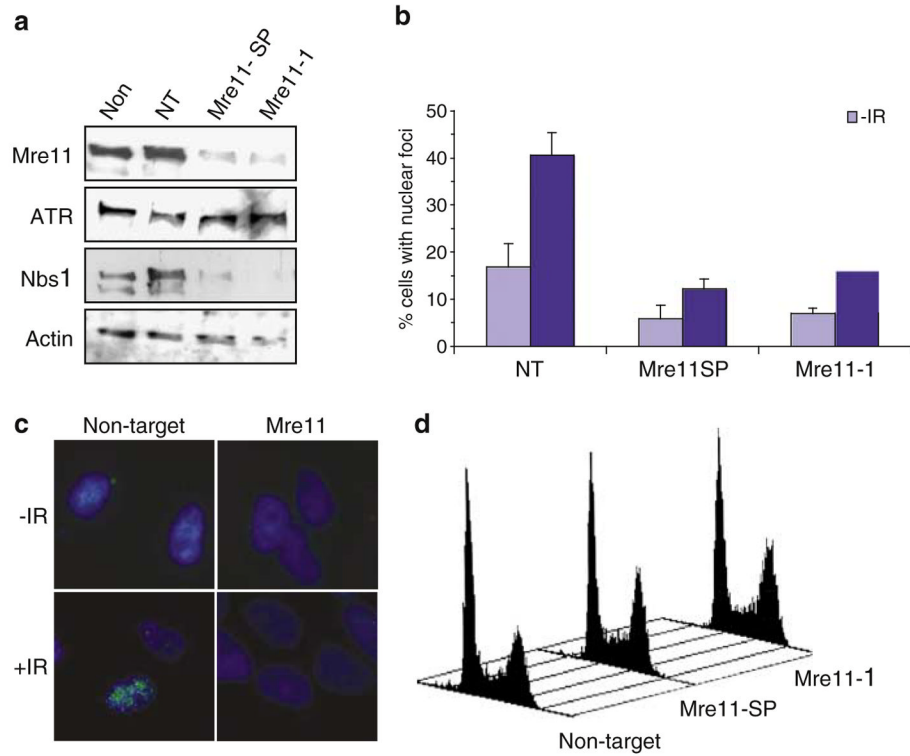 a
Non
NT
Mre11- SP
Mre11-1
Mre11
ATR
Nbs1
Actin
b
% cells with nuclear foci
50
40
30
20
10
0
-IR
NT
Mre11SP
Mre11-1
c
Non-target
Mre11
-IR
+IR
d
Non-target
Mre11-SP
Mre11-1